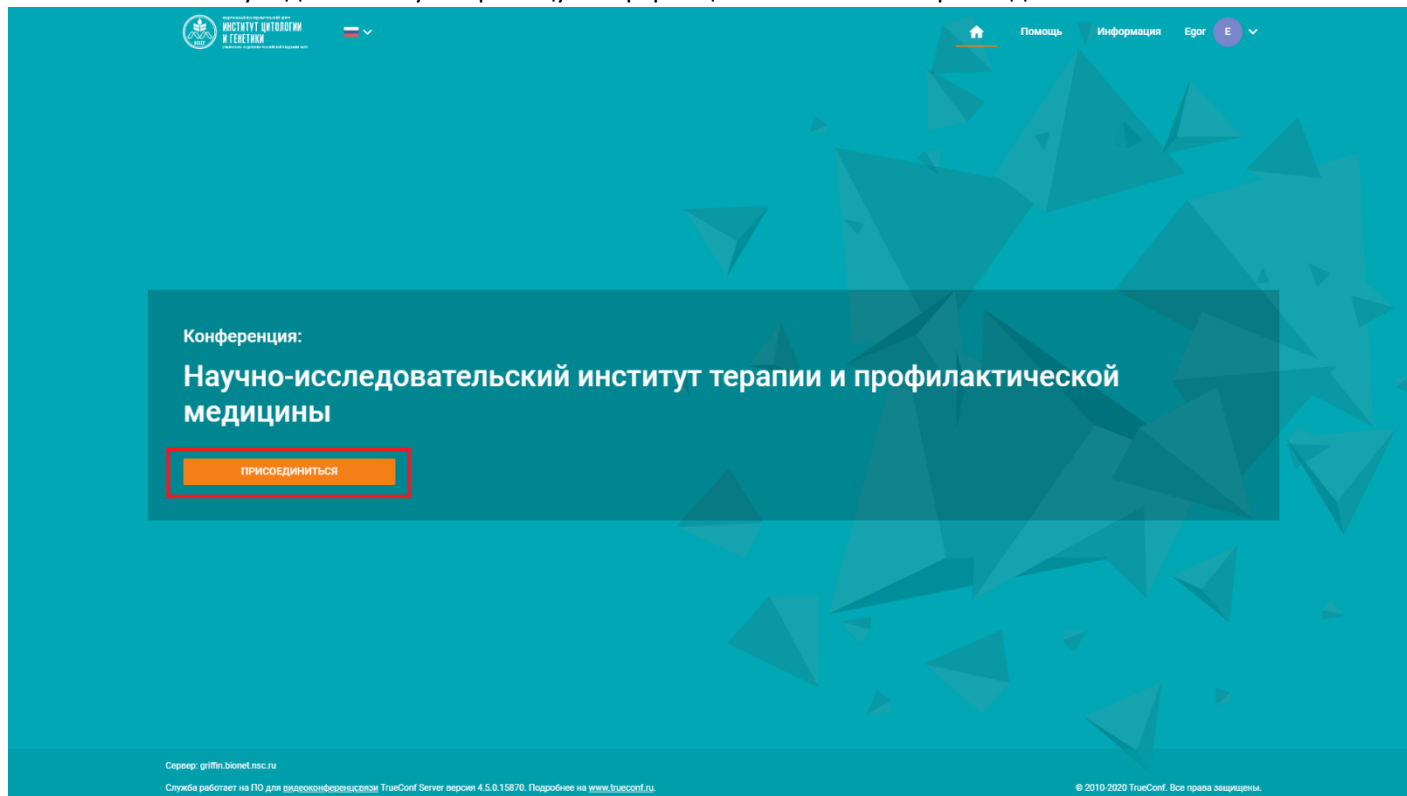 ИНСТИТУТ ЦИТОЛОГИИ
И ГЕНЕТИКИ
Помощь
Информация
Egor
E
Конференция:
Научно-исследовательский институт терапии и профилактической
медицины
ПРИСОЕДИНИТЬСЯ
Сервер: griffin.bionet.nsc.ru
Служба работает на ПО для видеоконференцсвязи TrueConf Server версия 4.5.0.15870. Подробнее на www.trueconf.ru.
© 2010-2020 TrueConf. Все права защищены.